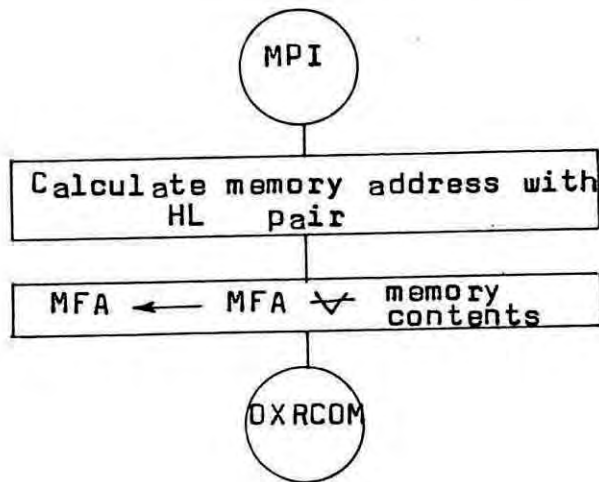 MPI
Calculate memory address with
HL pair
MFA ← MFA ⊻ memory
contents
OXRCOM